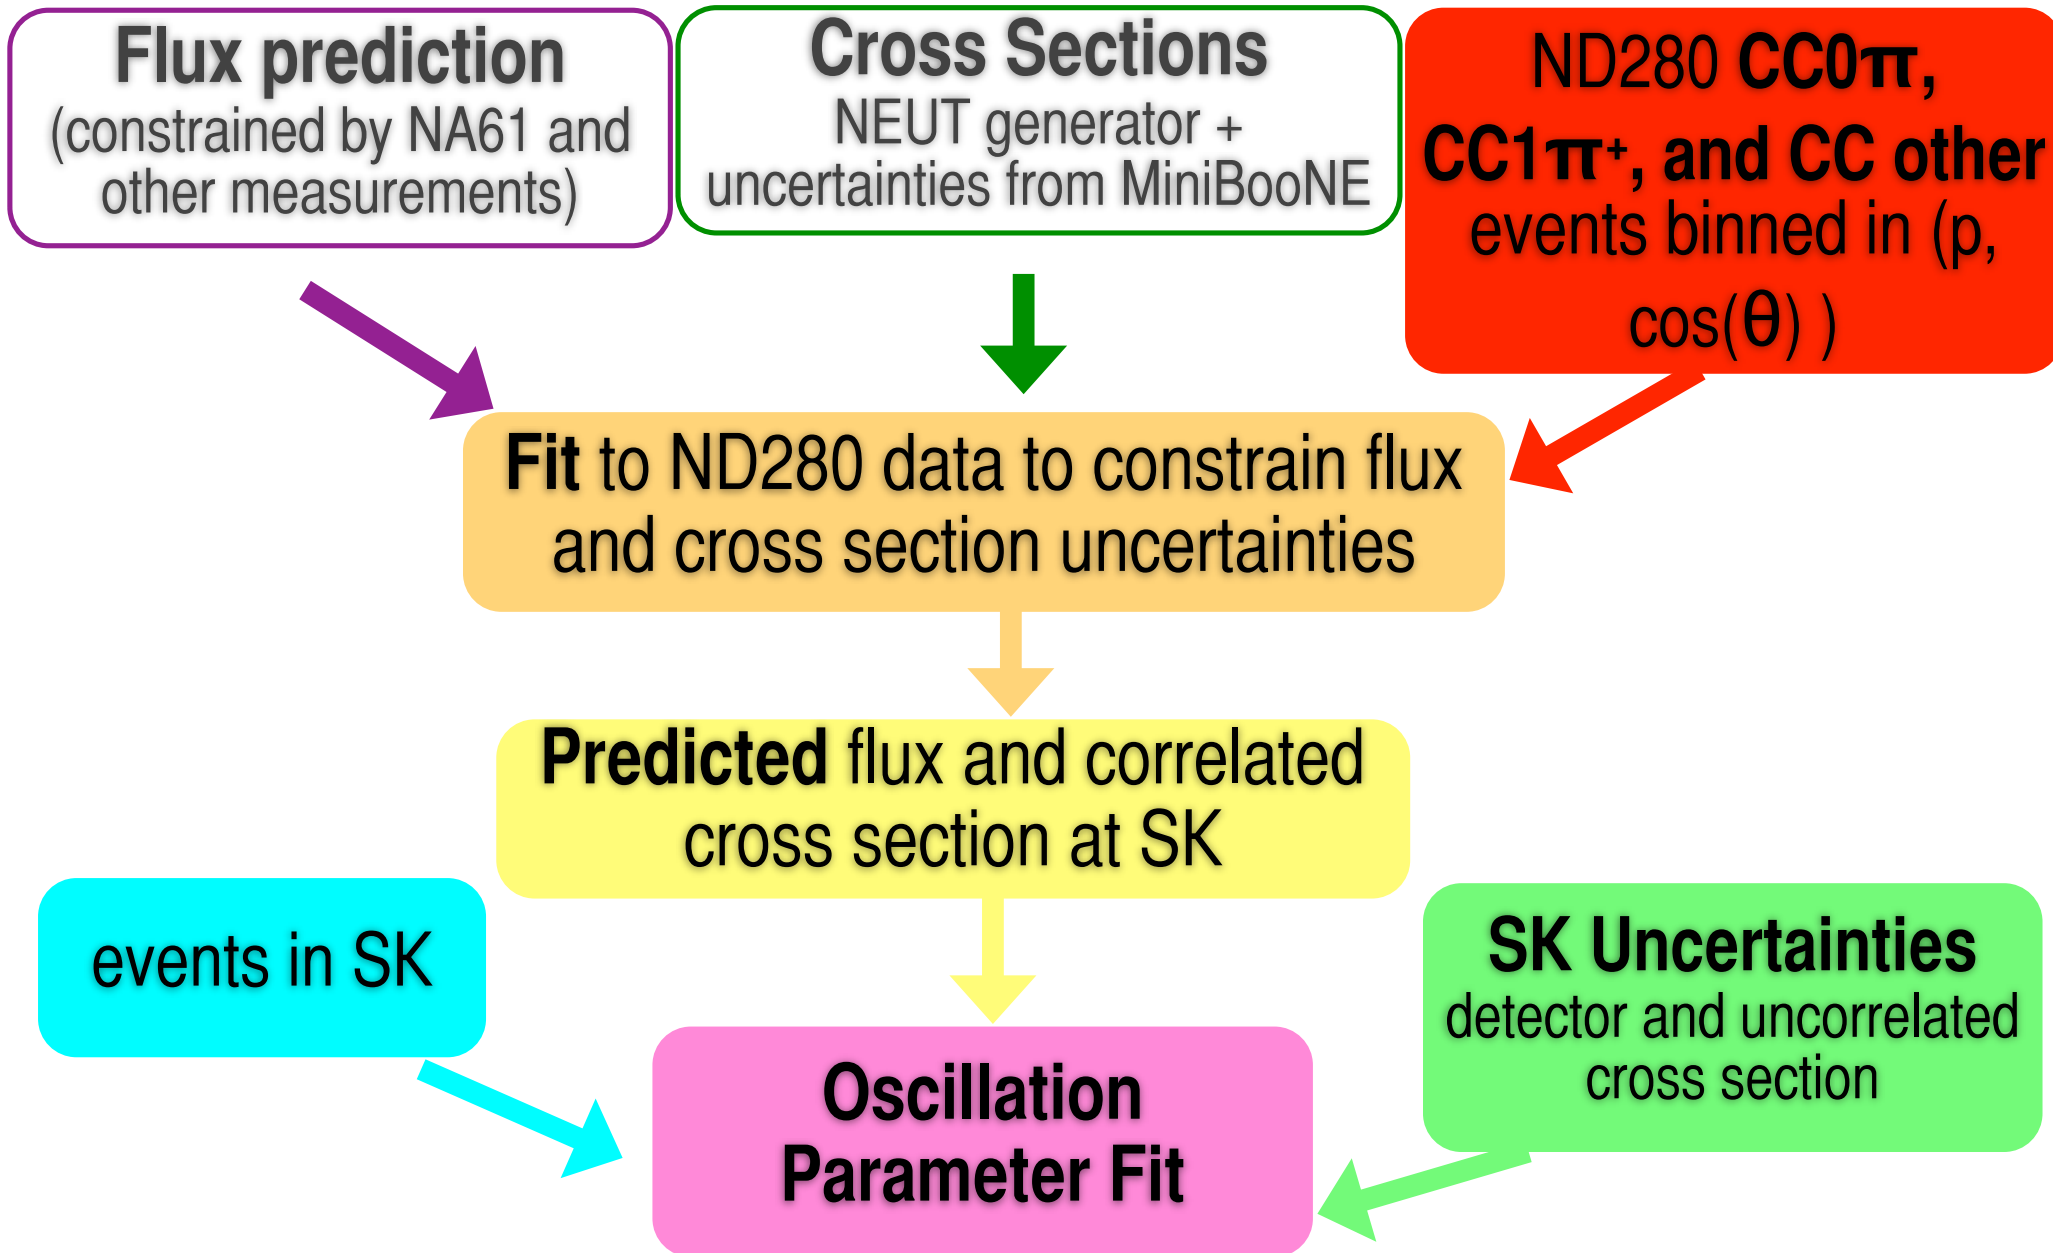 Flux prediction
(constrained by NA61 and
other measurements)
Cross Sections
NEUT generator +
uncertainties from MiniBooNE
ND280 CC0π,
CC1π⁺, and CC other
events binned in (p,
cos(θ) )
Fit to ND280 data to constrain flux
and cross section uncertainties
Predicted flux and correlated
cross section at SK
events in SK
SK Uncertainties
detector and uncorrelated
cross section
Oscillation
Parameter Fit